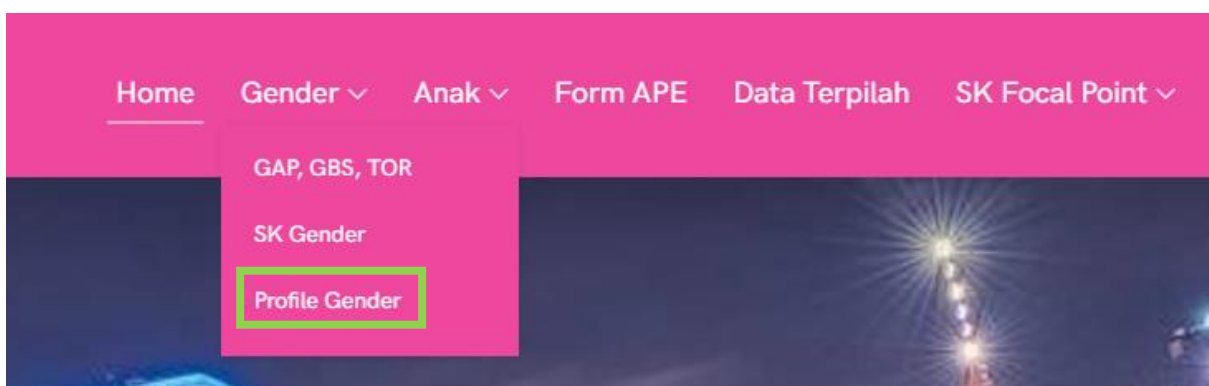 Home Gender Anak Form APE Data Terpilah SK Focal Point
GAP, GBS, TOR
SK Gender
Profile Gender